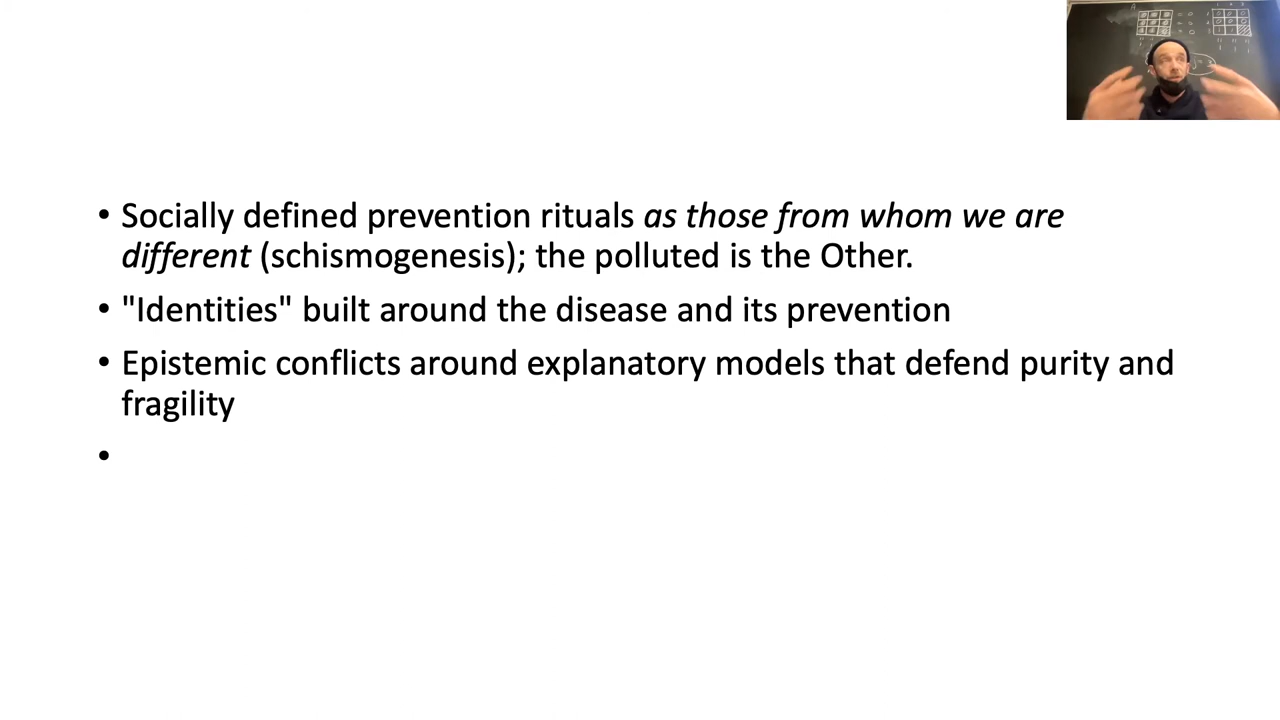 • Socially defined prevention rituals as those from whom we are
different (schismogenesis); the polluted is the Other.
• "Identities" built around the disease and its prevention
• Epistemic conflicts around explanatory models that defend purity and
fragility
•